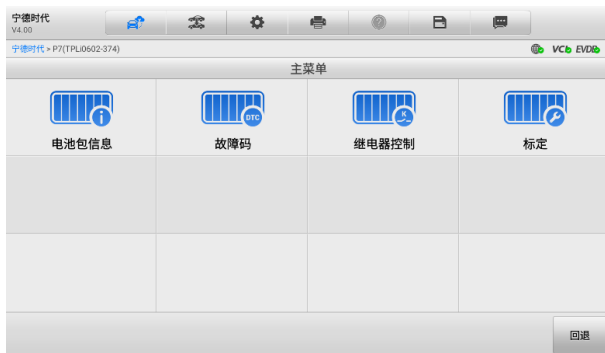 宁德时代
V4.00
宁德时代 > P7(TPLi0602-374)
VCI EVDB
主菜单
i
DTC
K
电池包信息
故障码
继电器控制
标定
回退